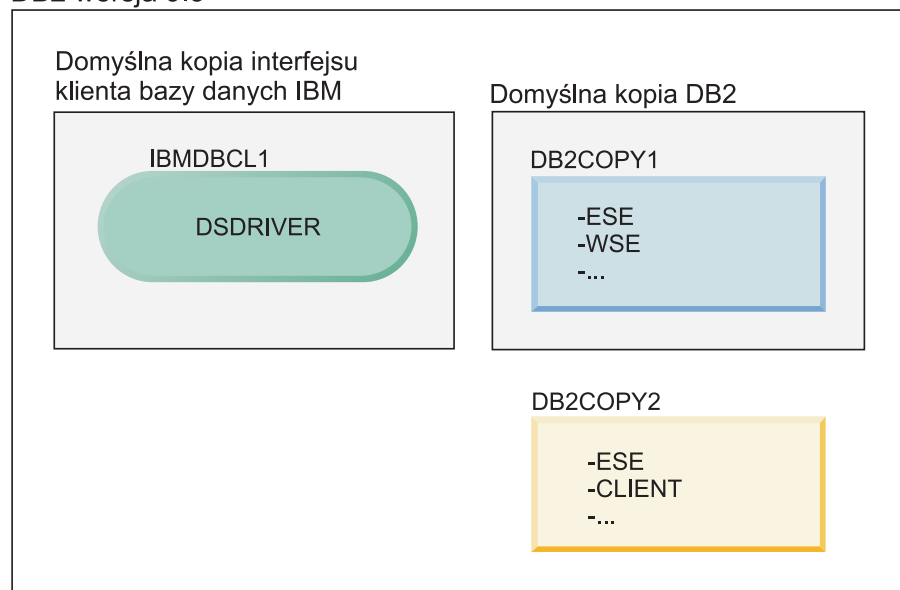 Domyślna kopia interfejsu
klienta bazy danych IBM
IBMDBCL1
DSDRIVER
Domyślna kopia DB2
DB2COPY1
-ESE
-WSE
-...
DB2COPY2
-ESE
-CLIENT
-...